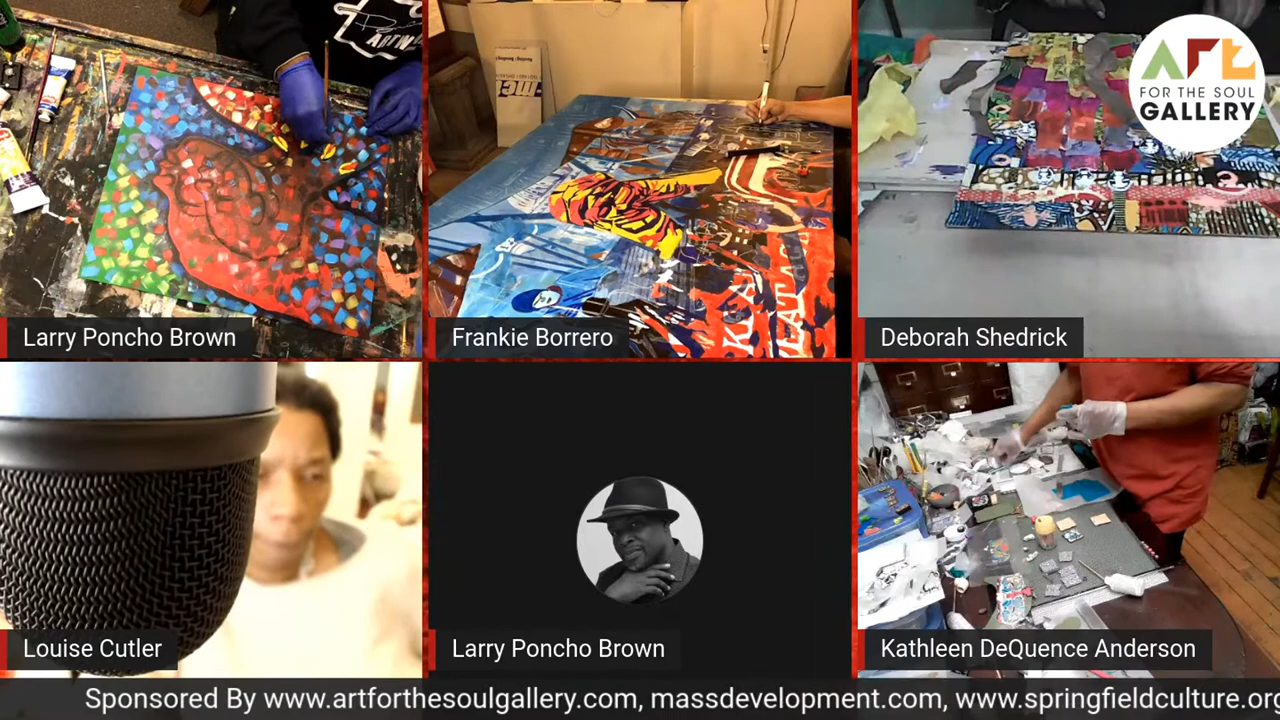 ART
FOR THE SOUL
GALLERY
ARTW
Larry Poncho Brown
Frankie Borrero
Deborah Shedrick
Louise Cutler
Larry Poncho Brown
Kathleen DeQuence Anderson
Sponsored By www.artforthesoulgallery.com, massdevelopment.com, www.springfieldculture.org